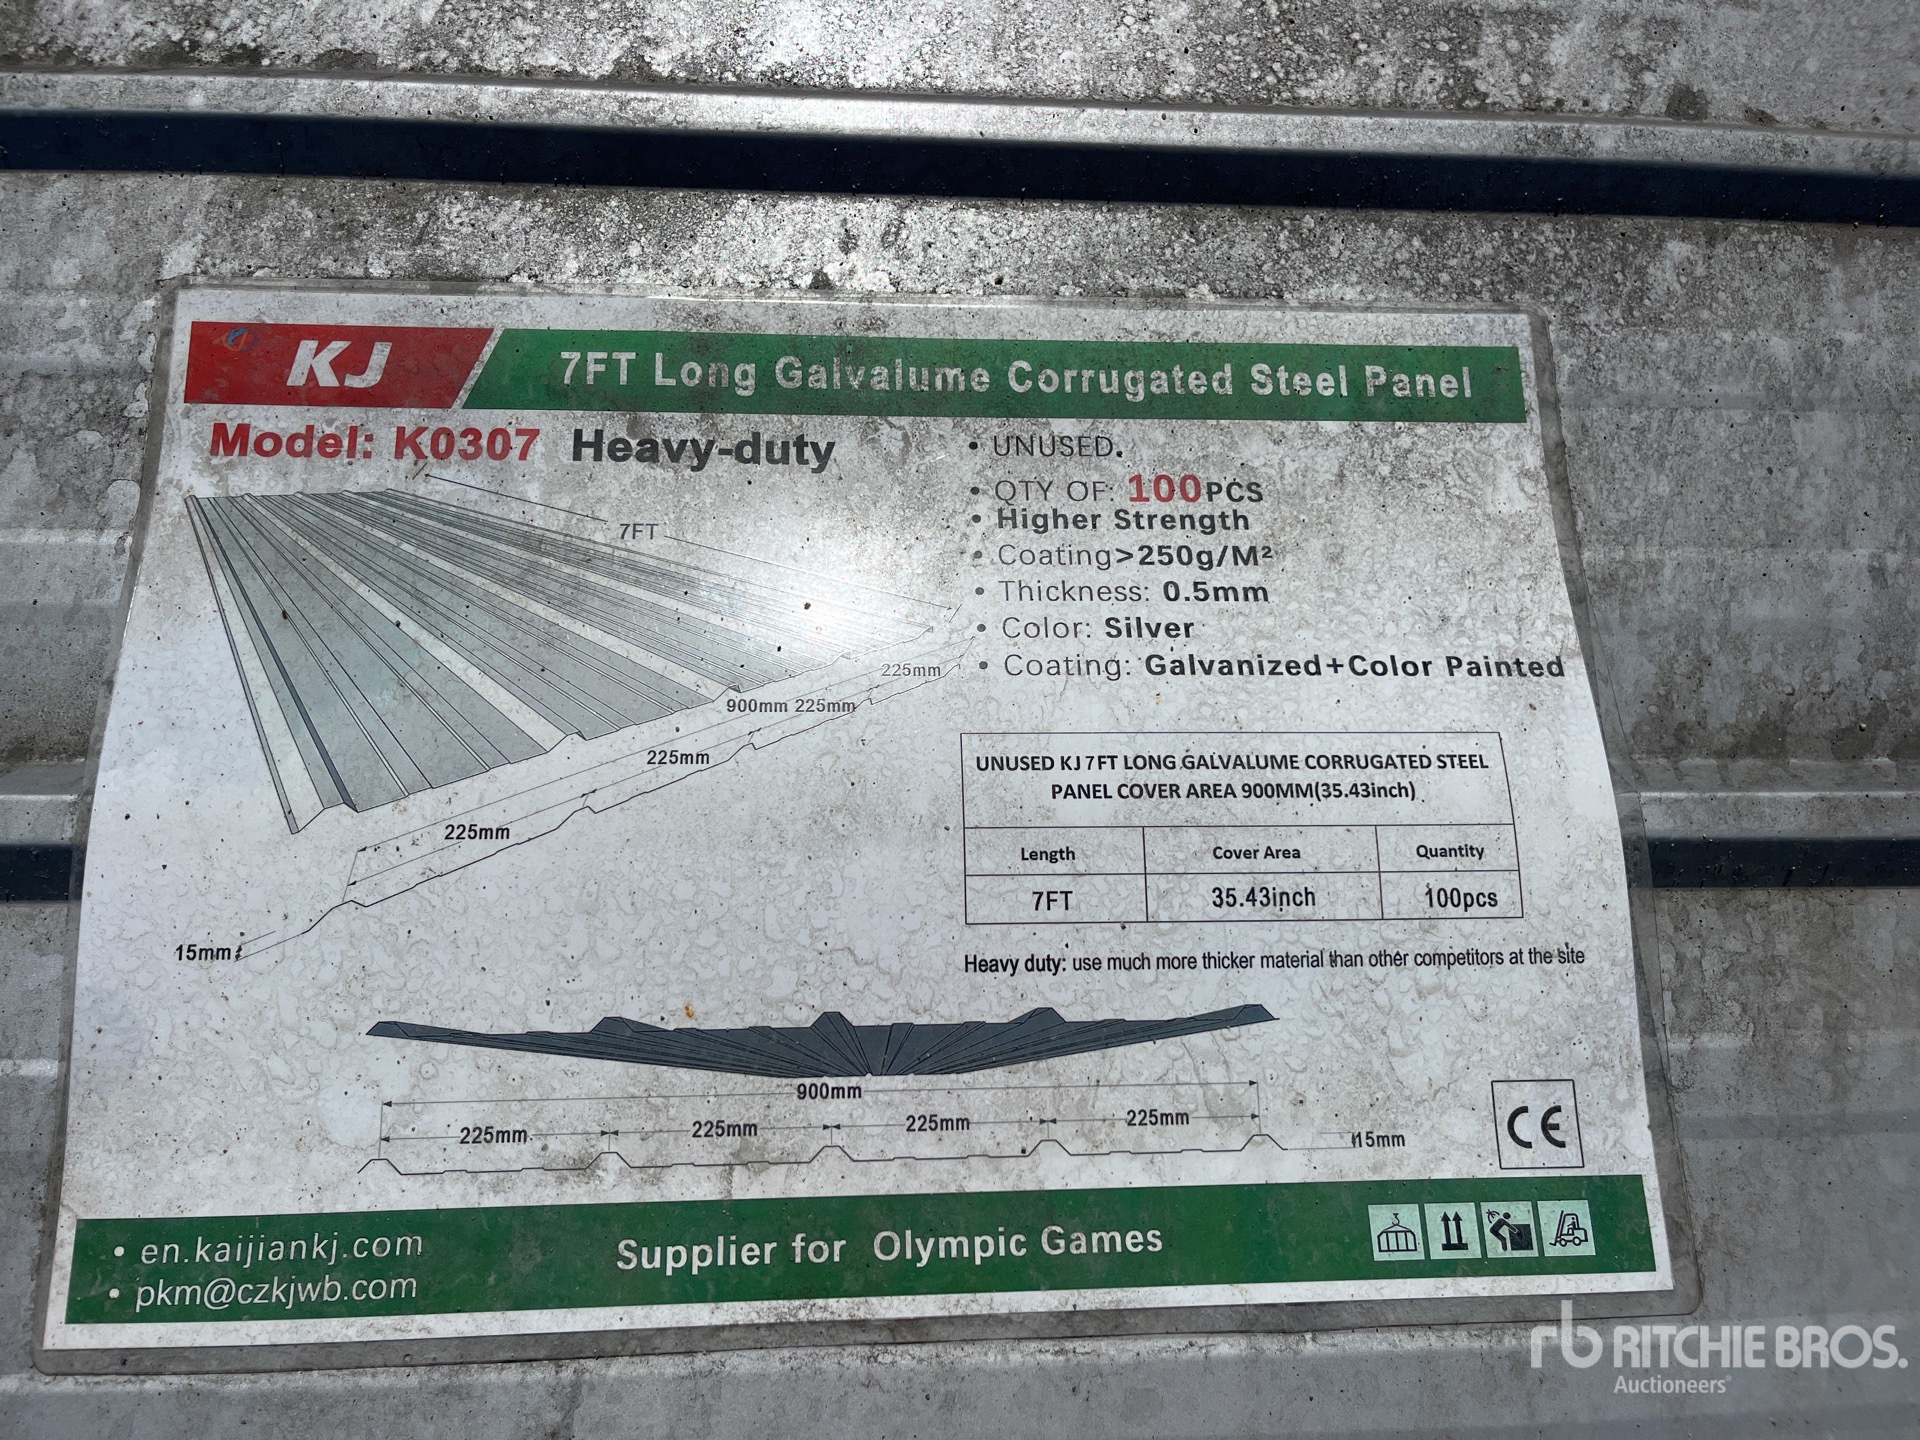 KJ
7FT Long Galvalume Corrugated Steel Panel
Model: K0307 Heavy-duty
7FT
225mm
900mm 225mm
225mm
225mm
15mm
• UNUSED.
• QTY OF: 100PCS
• Higher Strength
• Coating>250g/M²
• Thickness: 0.5mm
• Color: Silver
• Coating: Galvanized+Color Painted
UNUSED KJ 7FT LONG GALVALUME CORRUGATED STEEL
PANEL COVER AREA 900MM(35.43inch)
Length Cover Area Quantity
7FT 35.43inch 100pcs
Heavy duty: use much more thicker material than other competitors at the site
900mm
225mm 225mm 225mm 225mm
15mm
CE
• en.kaijiankj.com
• pkm@czkjwb.com
Supplier for Olympic Games
rb RITCHIE BROS.
Auctioneers